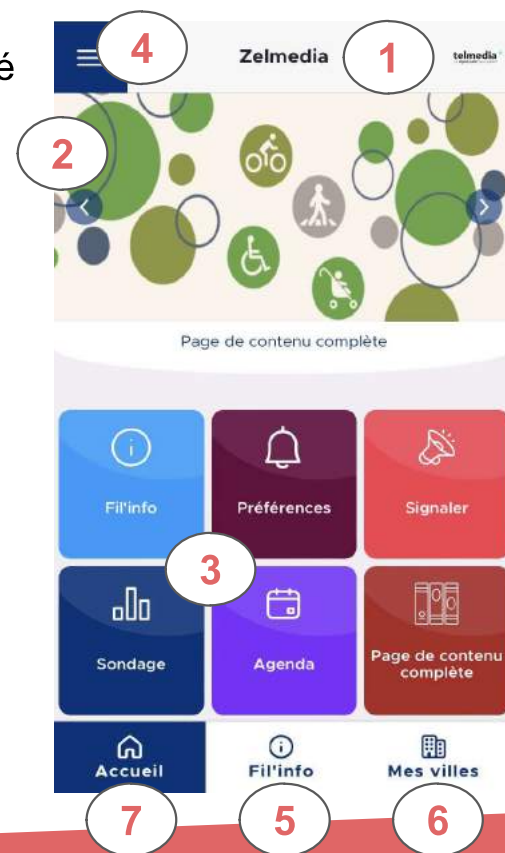 é
4
Zelmedia
1
telmedia
2
Page de contenu complète
Fil'info
Préférences
Signaler
3
Sondage
Agenda
Page de contenu
complète
Accueil
Fil'info
Mes villes
7
5
6